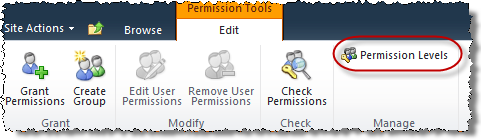 Permission Tools
Site Actions Browse Edit
Grant Permissions
Create Group
Edit User Permissions
Remove User Permissions
Check Permissions
Permission Levels
Grant Modify Check Manage